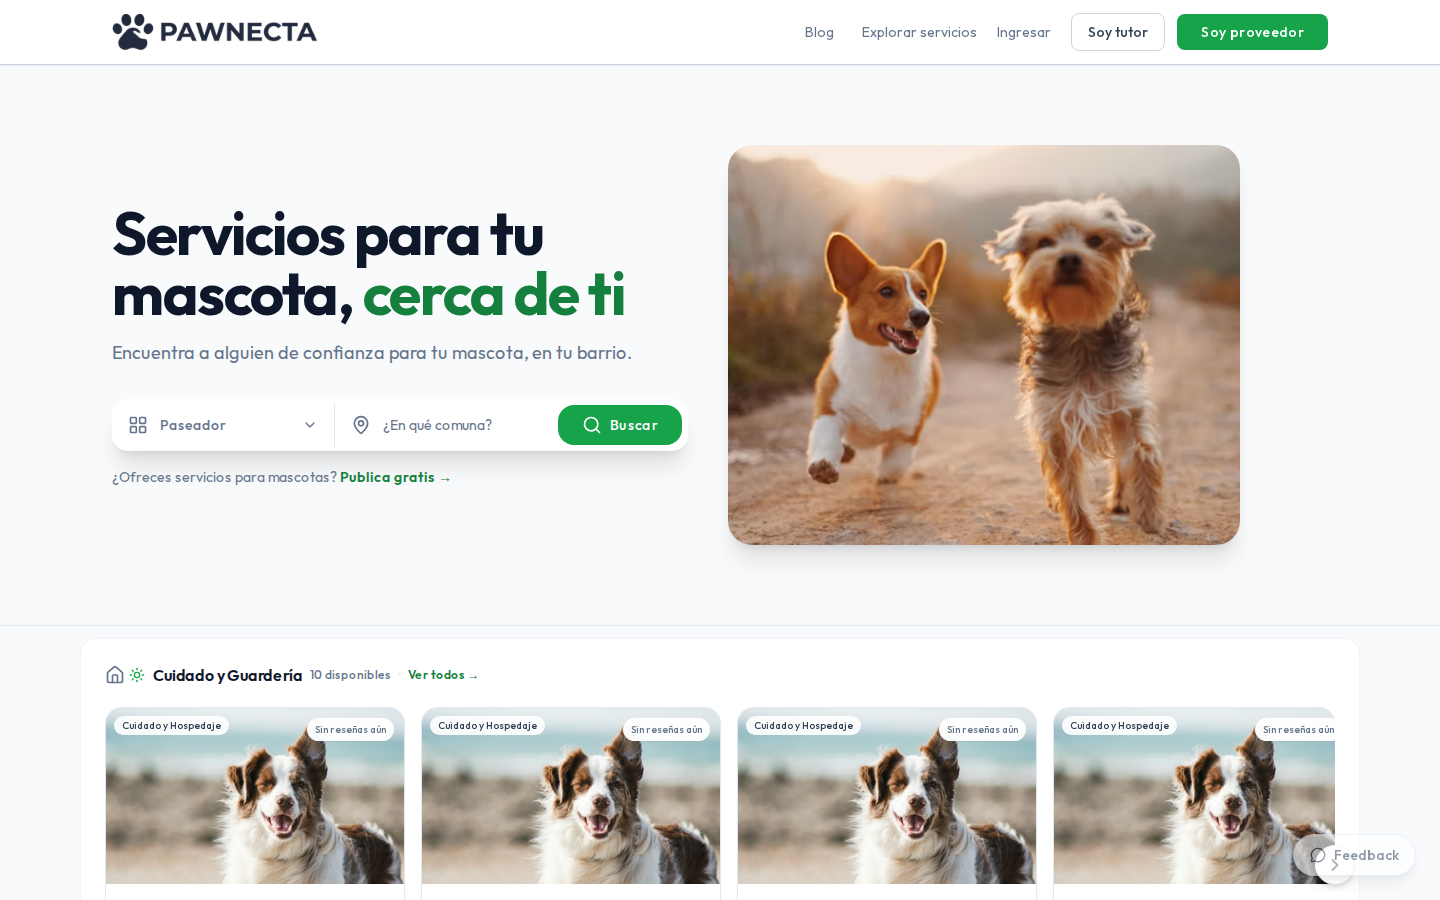 PAWNECTA
Blog
Explorar servicios
Ingresar
Soy tutor
Soy proveedor
Servicios para tu
mascota, cerca de ti
Encuentra a alguien de confianza para tu mascota, en tu barrio.
Paseador
¿En qué comuna?
Buscar
¿Ofreces servicios para mascotas? Publica gratis →
Cuidado y Guardería 10 disponibles · Ver todos →
Cuidado y Hospedaje
Sin reseñas aún
Cuidado y Hospedaje
Sin reseñas aún
Cuidado y Hospedaje
Sin reseñas aún
Cuidado y Hospedaje
Sin reseñas aún
Feedback